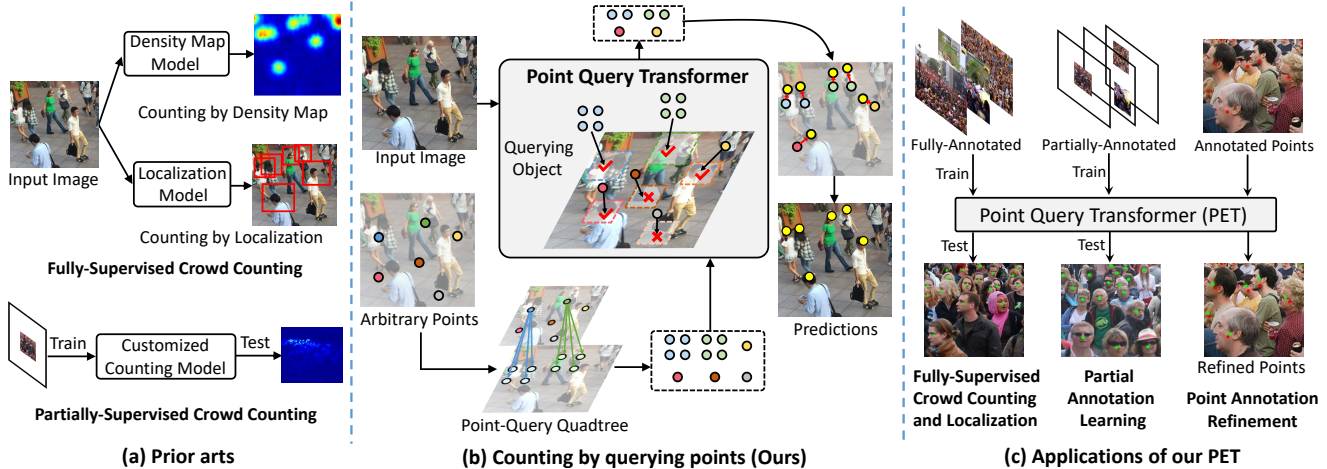 Input Image
Density Map
Model
Counting by Density Map
Localization
Model
Counting by Localization
Fully-Supervised Crowd Counting
Train
Customized
Counting Model
Test
Partially-Supervised Crowd Counting
(a) Prior arts
Input Image
Arbitrary Points
Point Query Transformer
Querying
Object
Point-Query Quadtree
Predictions
(b) Counting by querying points (Ours)
Fully-Annotated
Partially-Annotated
Annotated Points
Train
Train
Point Query Transformer (PET)
Test
Test
Refined Points
Fully-Supervised
Crowd Counting
and Localization
Partial
Annotation
Learning
Point Annotation
Refinement
(c) Applications of our PET